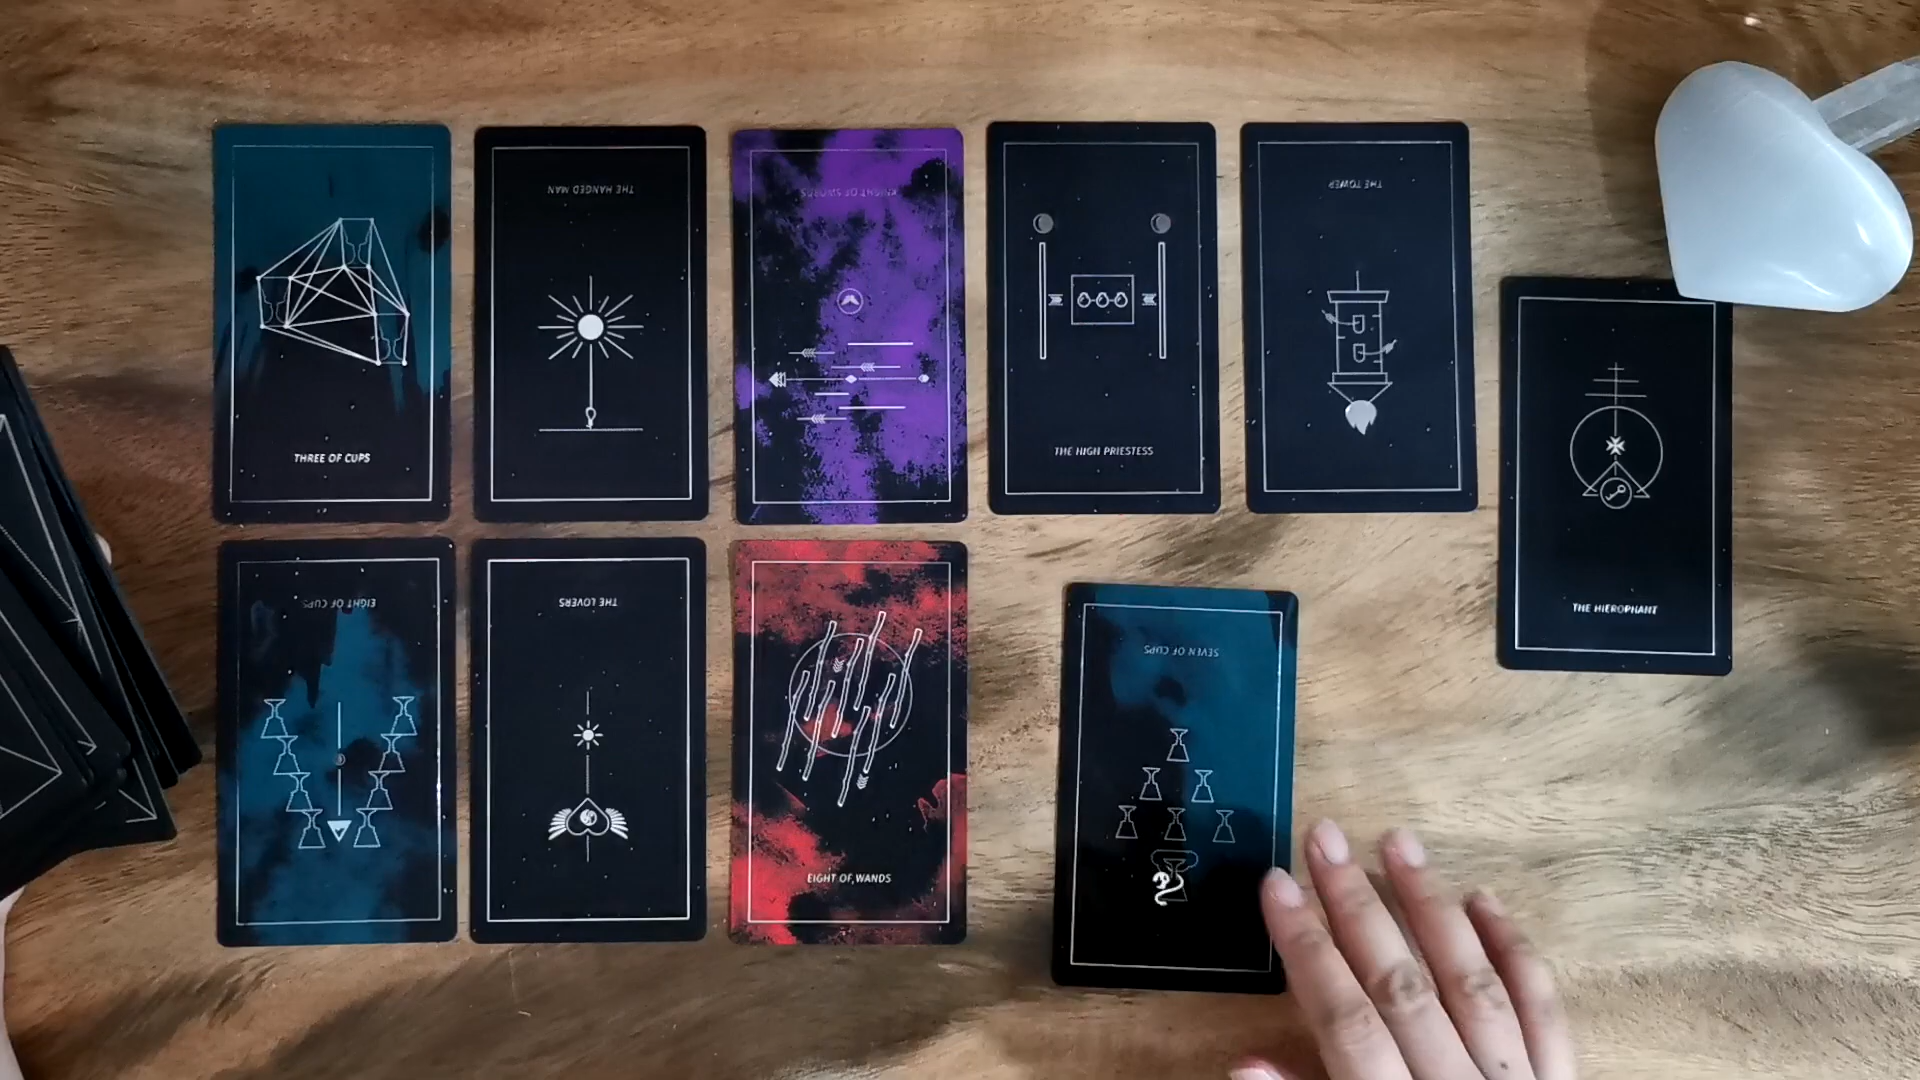 THREE OF CUPS
THE HANGED MAN
KNIGHT OF SWORDS
THE HIGH PRIESTESS
THE TOWER
THE HIEROPHANT
EIGHT OF CUPS
THE LOVERS
EIGHT OF WANDS
SEVEN OF CUPS